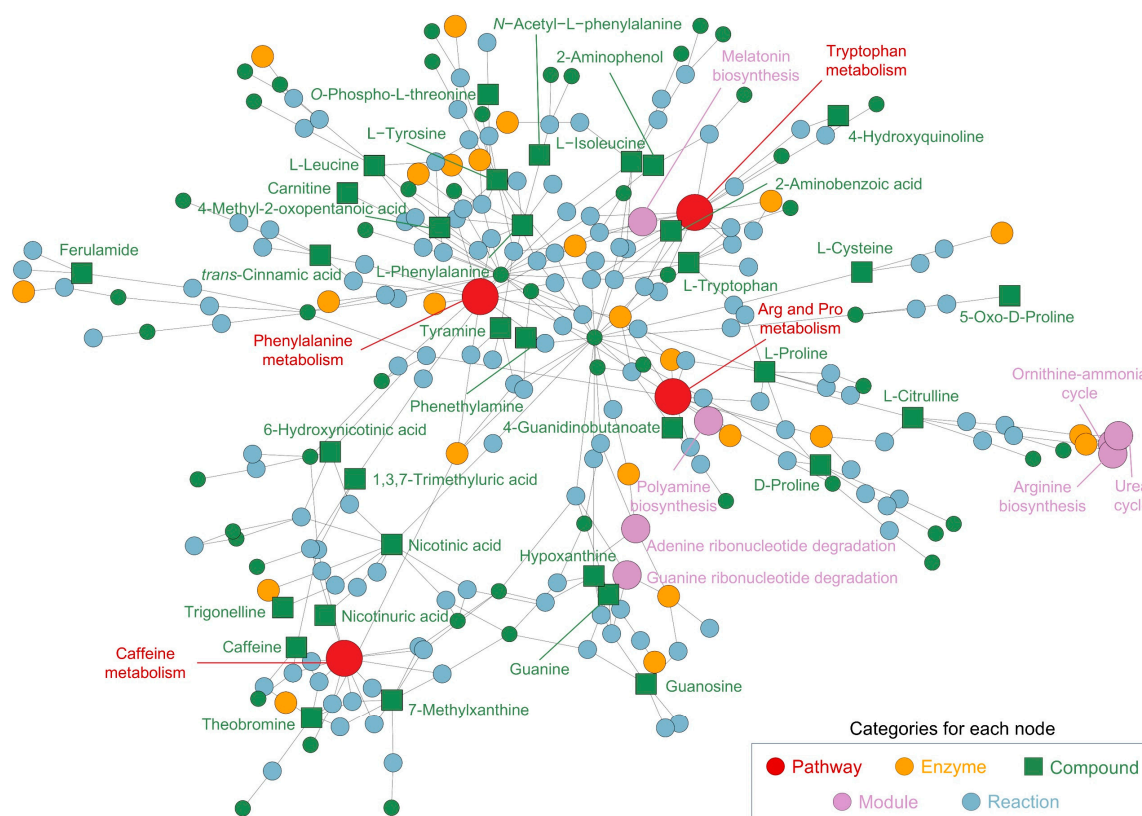 N−Acetyl−L−phenylalanine
2-Aminophenol
Tryptophan
metabolism
Melatonin
biosynthesis
O-Phospho-L-threonine
L−Tyrosine
L−Isoleucine
4-Hydroxyquinoline
L-Leucine
Carnitine
2-Aminobenzoic acid
4-Methyl-2-oxopentanoic acid
Ferulamide
L-Cysteine
trans-Cinnamic acid
L-Phenylalanine
L-Tryptophan
Arg and Pro
metabolism
5-Oxo-D-Proline
Tyramine
Phenylalanine
metabolism
L-Proline
Ornithine-ammonia
cycle
L-Citrulline
Phenethylamine
6-Hydroxynicotinic acid
4-Guanidinobutanoate
1,3,7-Trimethyluric acid
Polyamine
biosynthesis
D-Proline
Arginine
biosynthesis
Urea
Nicotinic acid
Adenine ribonucleotide degradation
Hypoxanthine
Guanine ribonucleotide degradation
Trigonelline
Nicotinuric acid
Caffeine
Caffeine
metabolism
Guanine
Guanosine
Theobromine
7-Methylxanthine
Categories for each node
Pathway
Enzyme
Compound
Module
Reaction